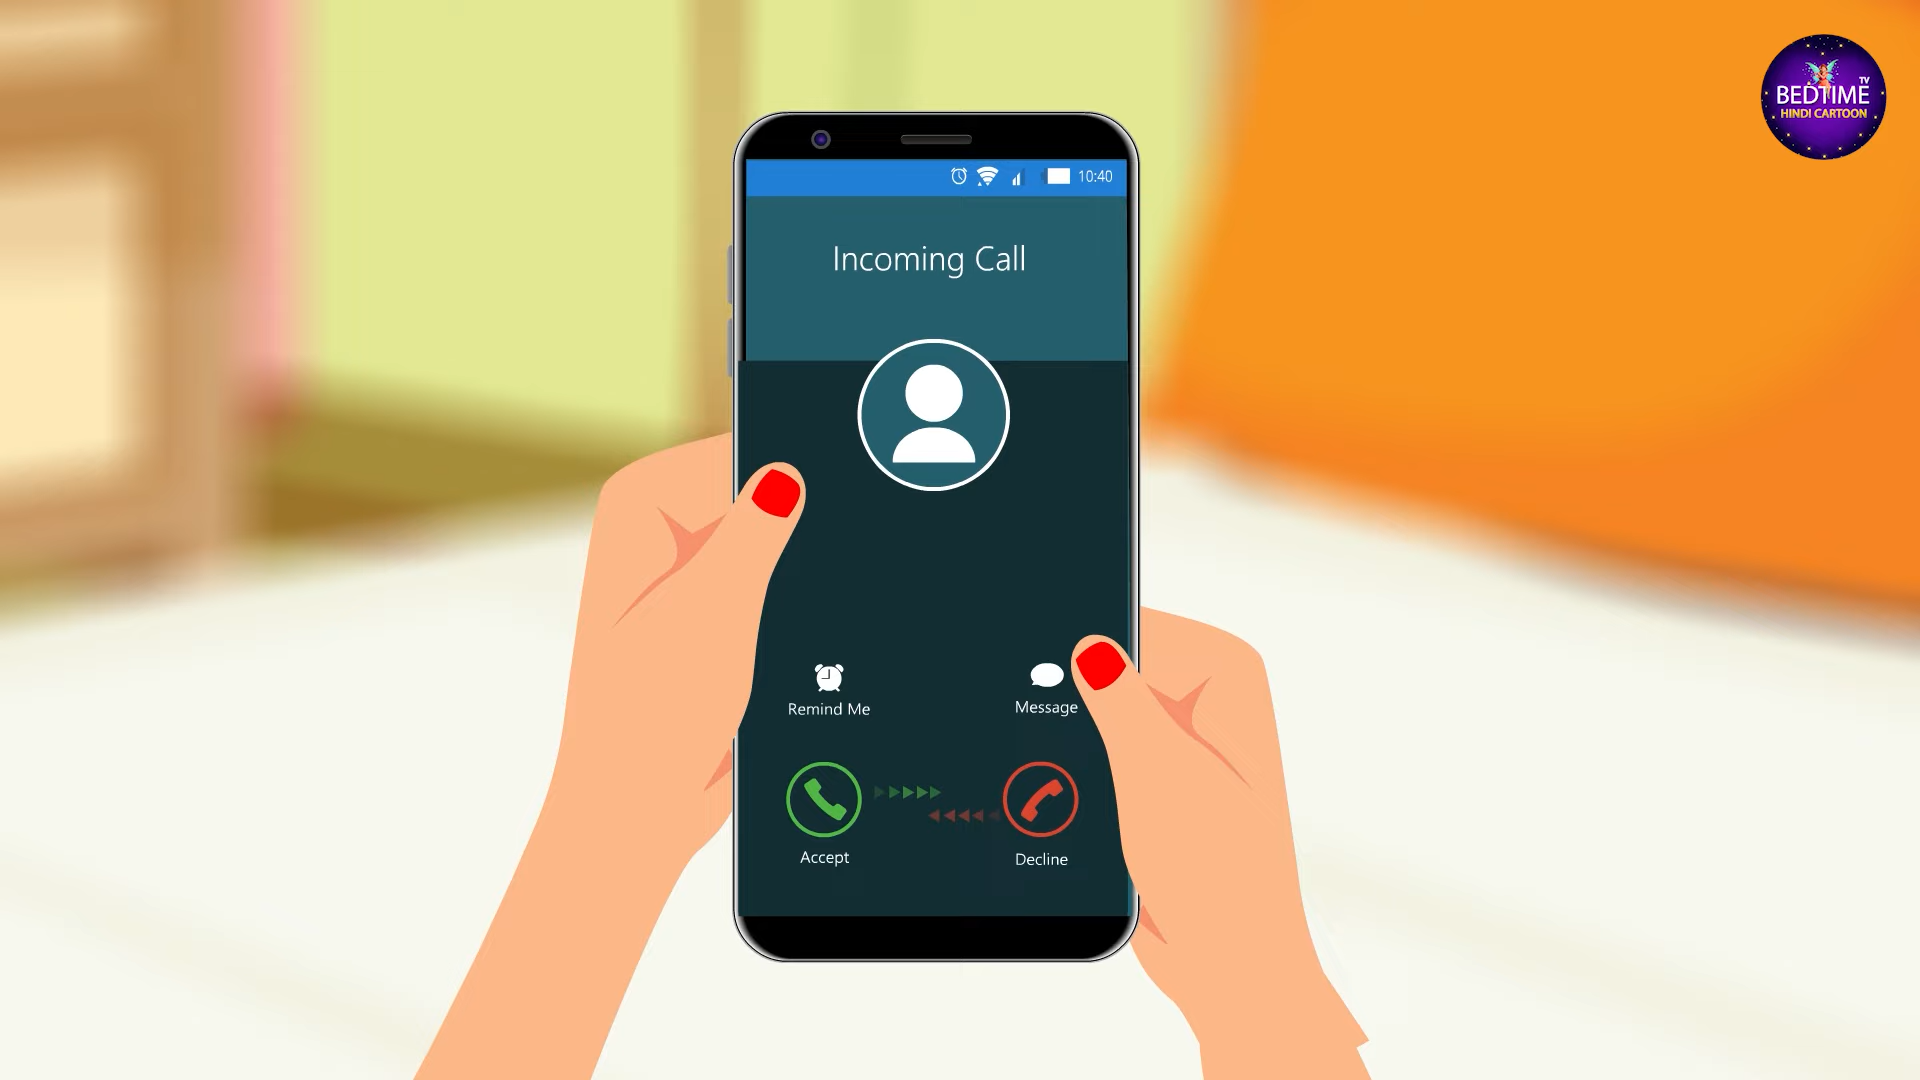 TV
BEDTIME
HINDI CARTOON
10:40
Incoming Call
Remind Me
Message
Accept
Decline